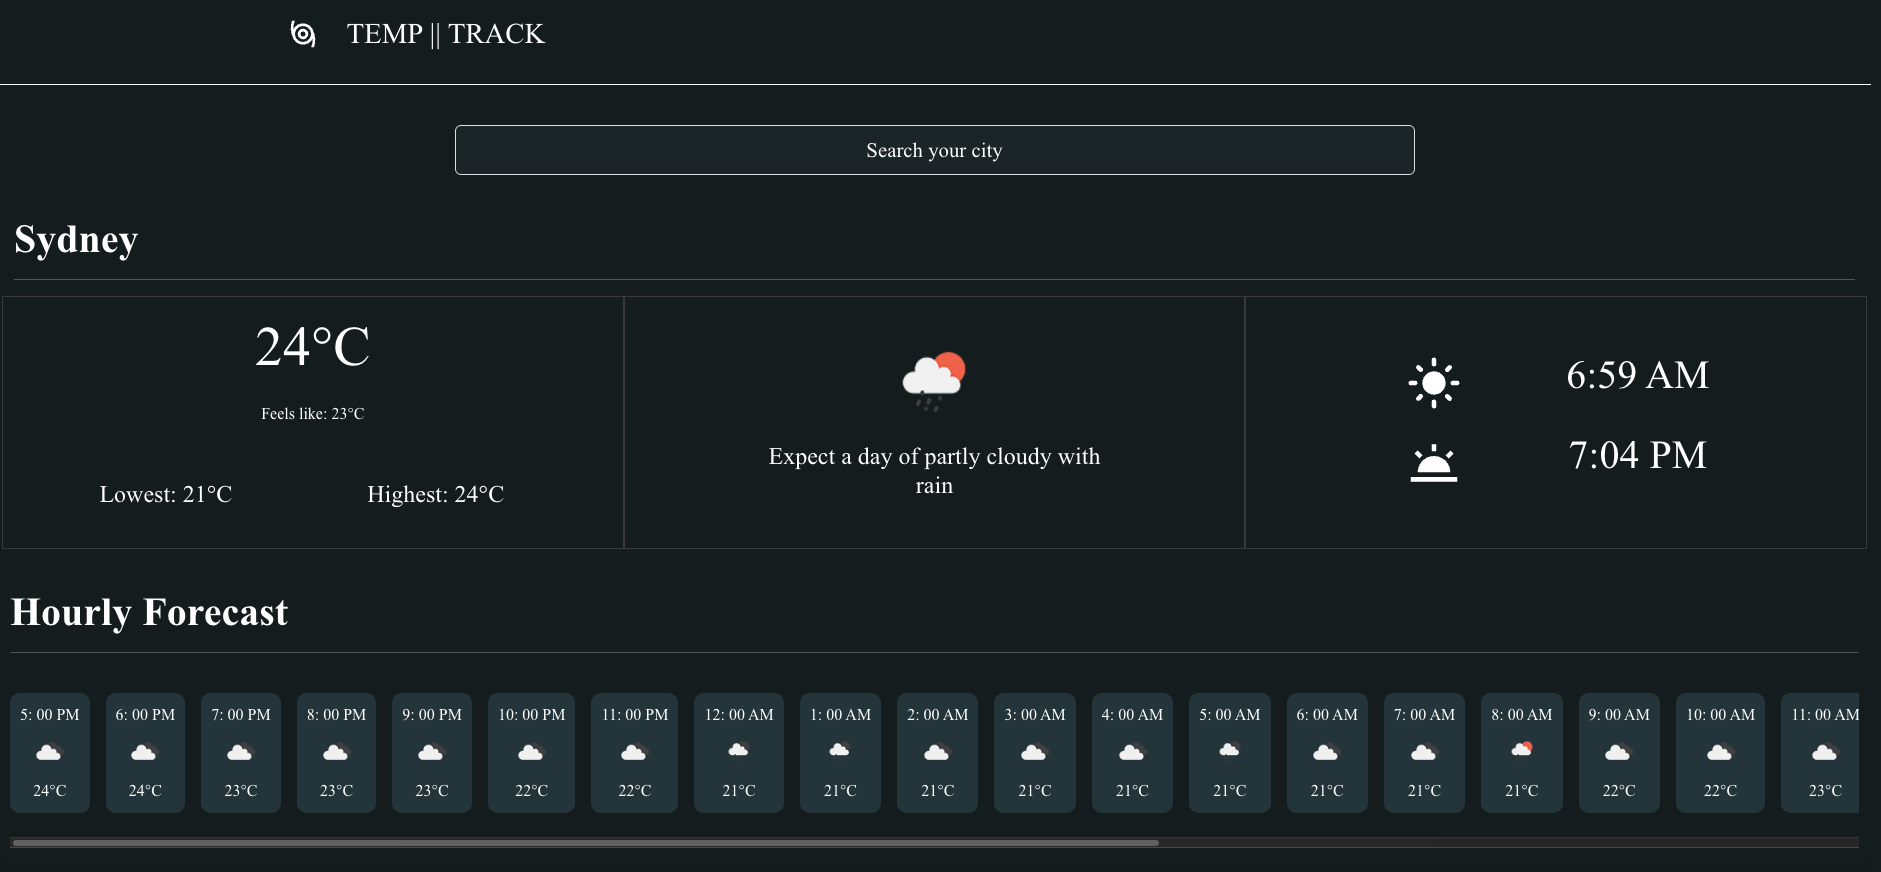 TEMP || TRACK
Search your city
Sydney
24°C
Feels like: 23°C
Lowest: 21°C
Highest: 24°C
Expect a day of partly cloudy with
rain
6:59 AM
7:04 PM
Hourly Forecast
5: 00 PM 6: 00 PM 7: 00 PM 8: 00 PM 9: 00 PM 10: 00 PM 11: 00 PM 12: 00 AM 1: 00 AM 2: 00 AM 3: 00 AM 4: 00 AM 5: 00 AM 6: 00 AM 7: 00 AM 8: 00 AM 9: 00 AM 10: 00 AM 11: 00 AM
24°C 24°C 23°C 23°C 23°C 22°C 22°C 21°C 21°C 21°C 21°C 21°C 21°C 21°C 21°C 21°C 22°C 22°C 23°C